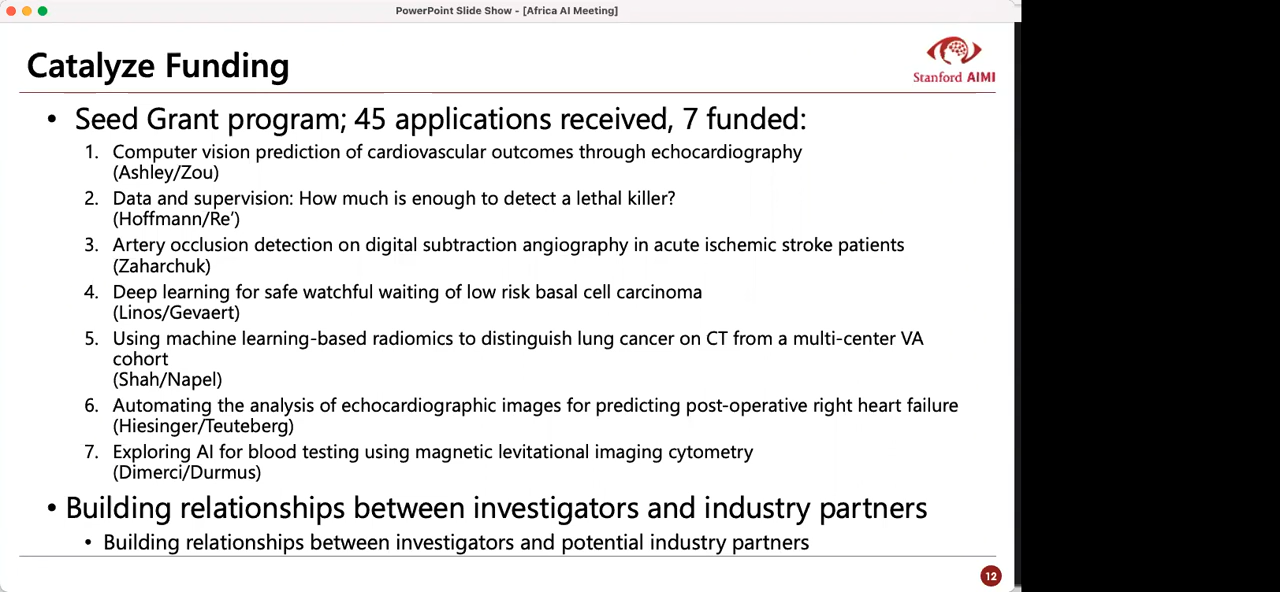 PowerPoint Slide Show - [Africa AI Meeting]
Catalyze Funding
Stanford AIMI
• Seed Grant program; 45 applications received, 7 funded:
1. Computer vision prediction of cardiovascular outcomes through echocardiography
(Ashley/Zou)
2. Data and supervision: How much is enough to detect a lethal killer?
(Hoffmann/Re’)
3. Artery occlusion detection on digital subtraction angiography in acute ischemic stroke patients
(Zaharchuk)
4. Deep learning for safe watchful waiting of low risk basal cell carcinoma
(Linos/Gevaert)
5. Using machine learning-based radiomics to distinguish lung cancer on CT from a multi-center VA
cohort
(Shah/Napel)
6. Automating the analysis of echocardiographic images for predicting post-operative right heart failure
(Hiesinger/Teuteberg)
7. Exploring AI for blood testing using magnetic levitational imaging cytometry
(Dimerci/Durmus)
• Building relationships between investigators and industry partners
• Building relationships between investigators and potential industry partners
12